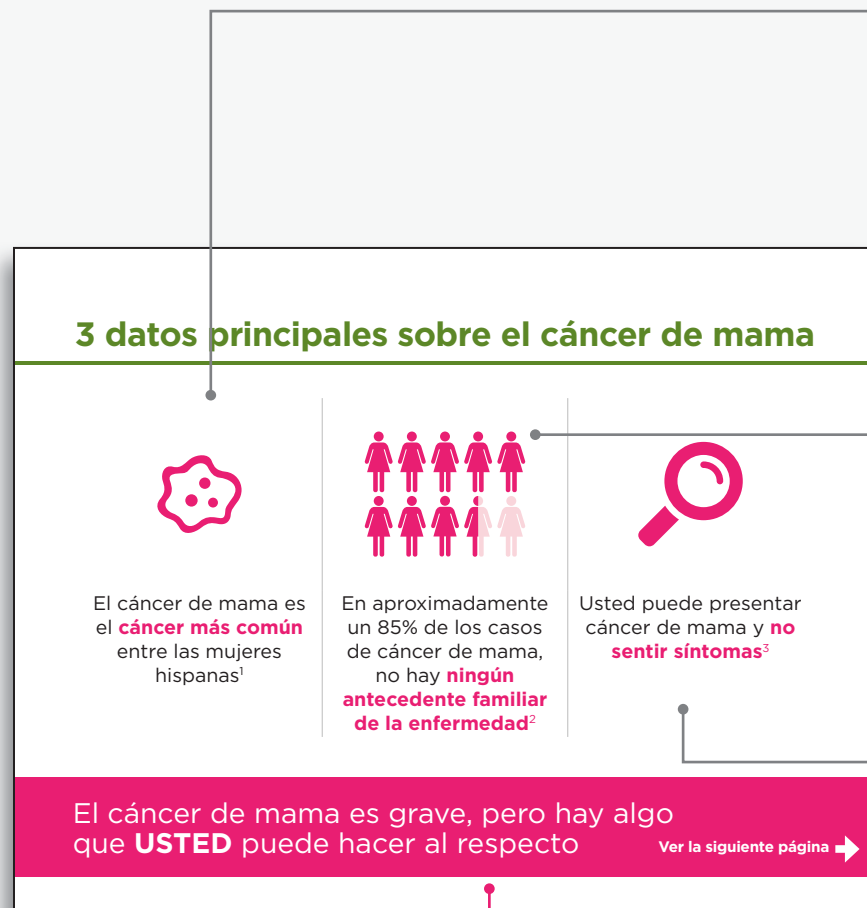 3 datos principales sobre el cáncer de mama
El cáncer de mama es
el cáncer más común
entre las mujeres
hispanas¹
En aproximadamente
un 85% de los casos
de cáncer de mama,
no hay ningún
antecedente familiar
de la enfermedad²
Usted puede presentar
cáncer de mama y no
sentir síntomas³
El cáncer de mama es grave, pero hay algo
que USTED puede hacer al respecto
Ver la siguiente página